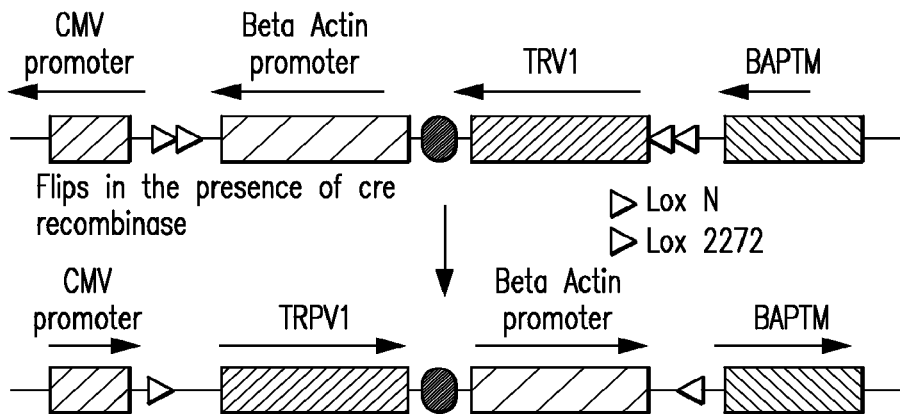 CMV
promoter
Beta Actin
promoter
TRV1
BAPTM
Flips in the presence of cre
recombinase
Lox N
Lox 2272
CMV
promoter
TRPV1
Beta Actin
promoter
BAPTM